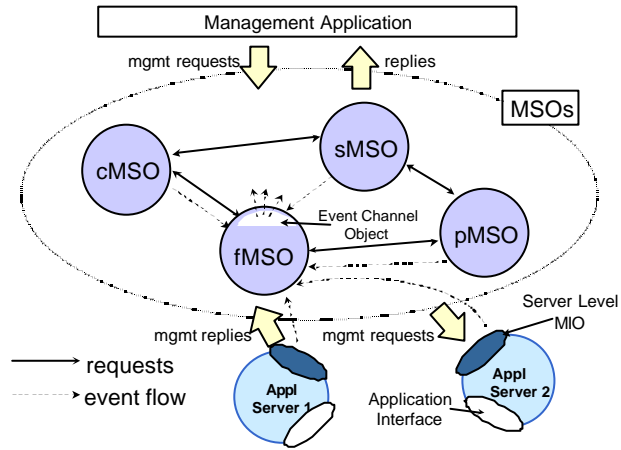 Management Application
mgmt requests
replies
MSOs
cMSO
sMSO
Event Channel
Object
fMSO
pMSO
mgmt replies
mgmt requests
Server Level
MIO
requests
event flow
Appl
Server 1
Application
Interface
Appl
Server 2